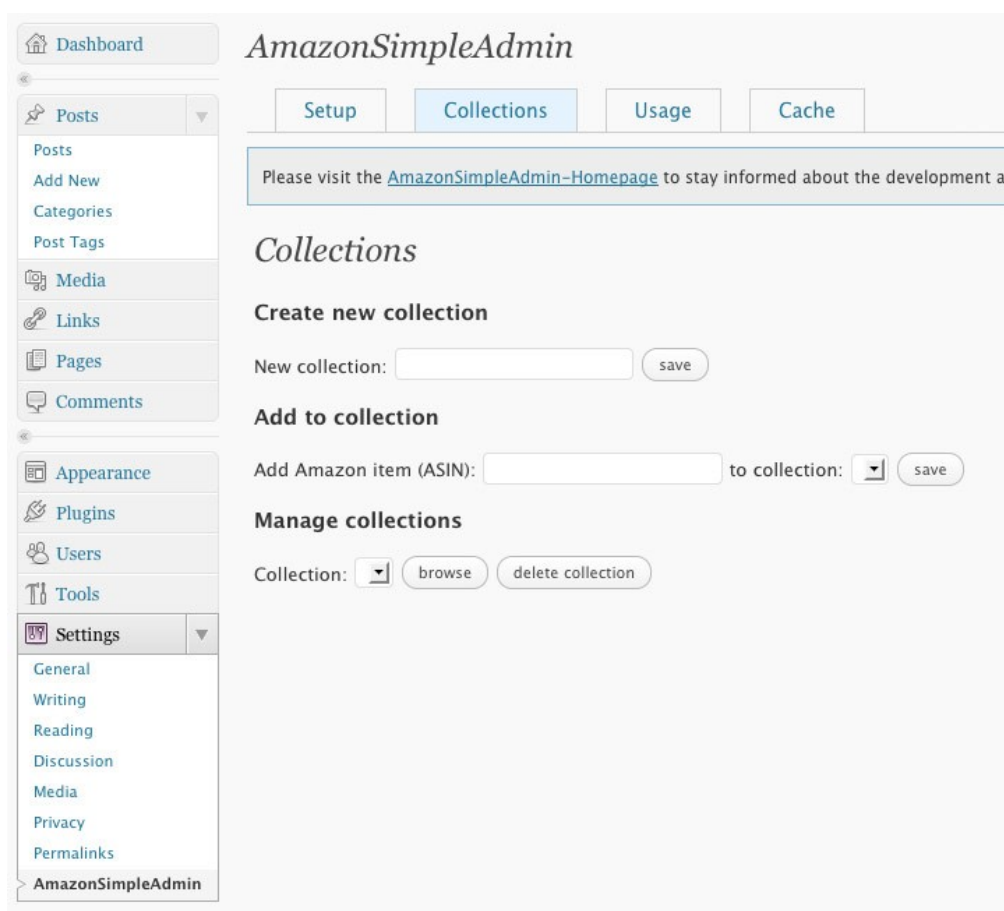 Dashboard
Posts
Posts
Add New
Categories
Post Tags
Media
Links
Pages
Comments
Appearance
Plugins
Users
Tools
Settings
General
Writing
Reading
Discussion
Media
Privacy
Permalinks
AmazonSimpleAdmin
AmazonSimpleAdmin
Setup Collections Usage Cache
Please visit the AmazonSimpleAdmin-Homepage to stay informed about the development a
Collections
Create new collection
New collection: save
Add to collection
Add Amazon item (ASIN): to collection: save
Manage collections
Collection: browse delete collection